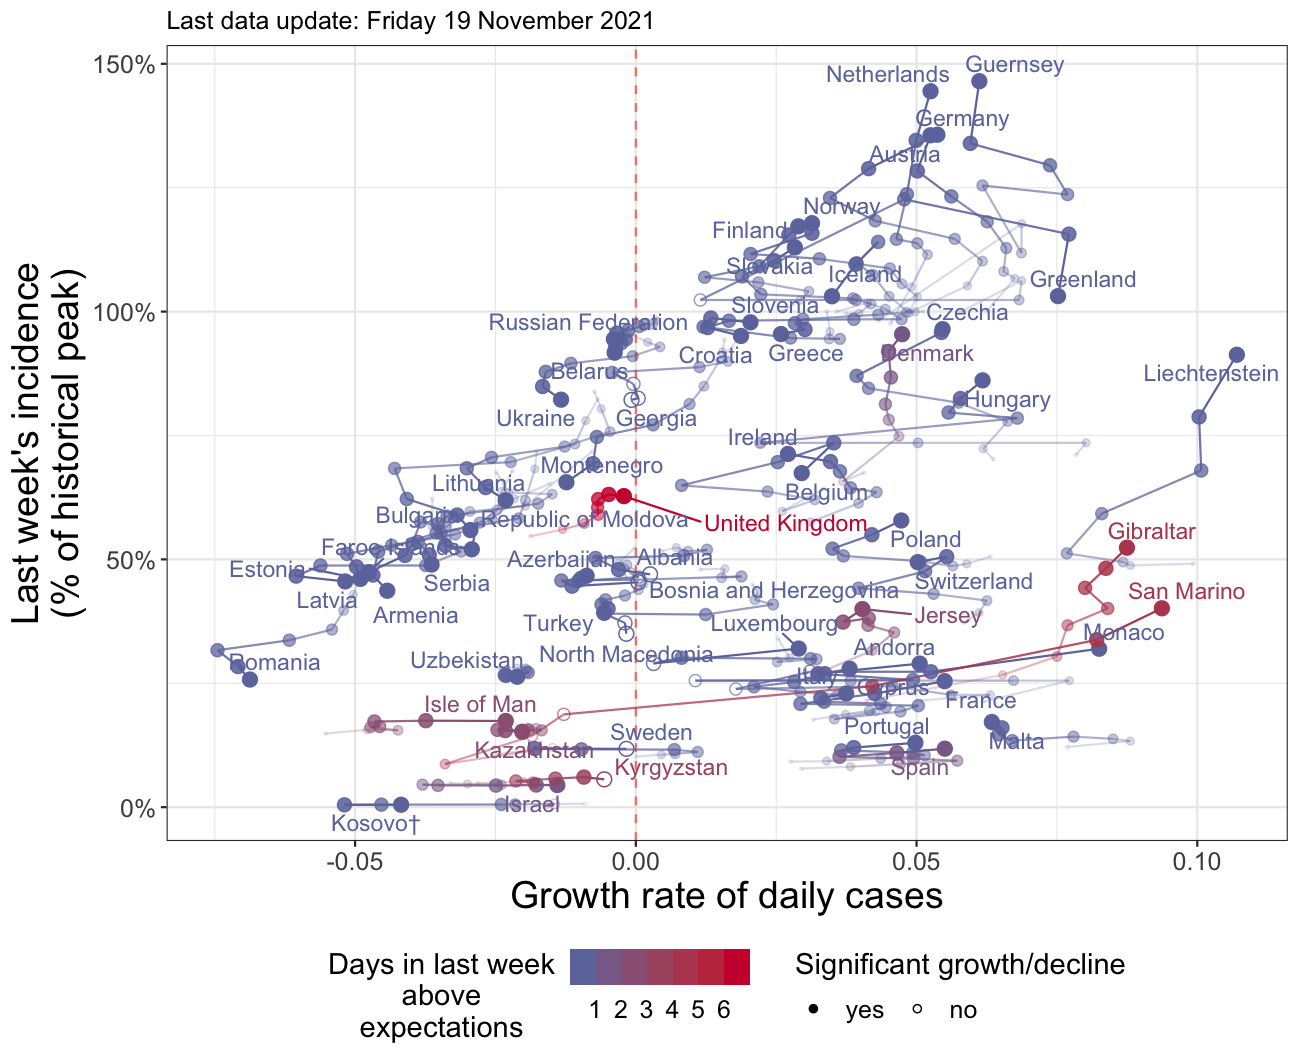 Last data update: Friday 19 November 2021
150%
100%
50%
0%
Last week's incidence
(% of historical peak)
Netherlands
Guernsey
Germany
Austria
Norway
Finland
Slovakia
Iceland
Greenland
Slovenia
Russian Federation
Czechia
Croatia
Greece
Denmark
Belarus
Liechtenstein
Ukraine
Georgia
Hungary
Ireland
Montenegro
Lithuania
Belgium
Bulgaria
Republic of Moldova
United Kingdom
Gibraltar
Faroe Islands
Azerbaijan
Albania
Poland
Estonia
Serbia
Switzerland
Latvia
Bosnia and Herzegovina
San Marino
Armenia
Turkey
Luxembourg
Jersey
Monaco
Romania
Uzbekistan
North Macedonia
Andorra
Italy
Cyprus
France
Isle of Man
Sweden
Portugal
Malta
Kazakhstan
Kyrgyzstan
Spain
Israel
Kosovo†
-0.05
0.00
0.05
0.10
Growth rate of daily cases
Days in last week
above
expectations
1 2 3 4 5 6
Significant growth/decline
yes
no